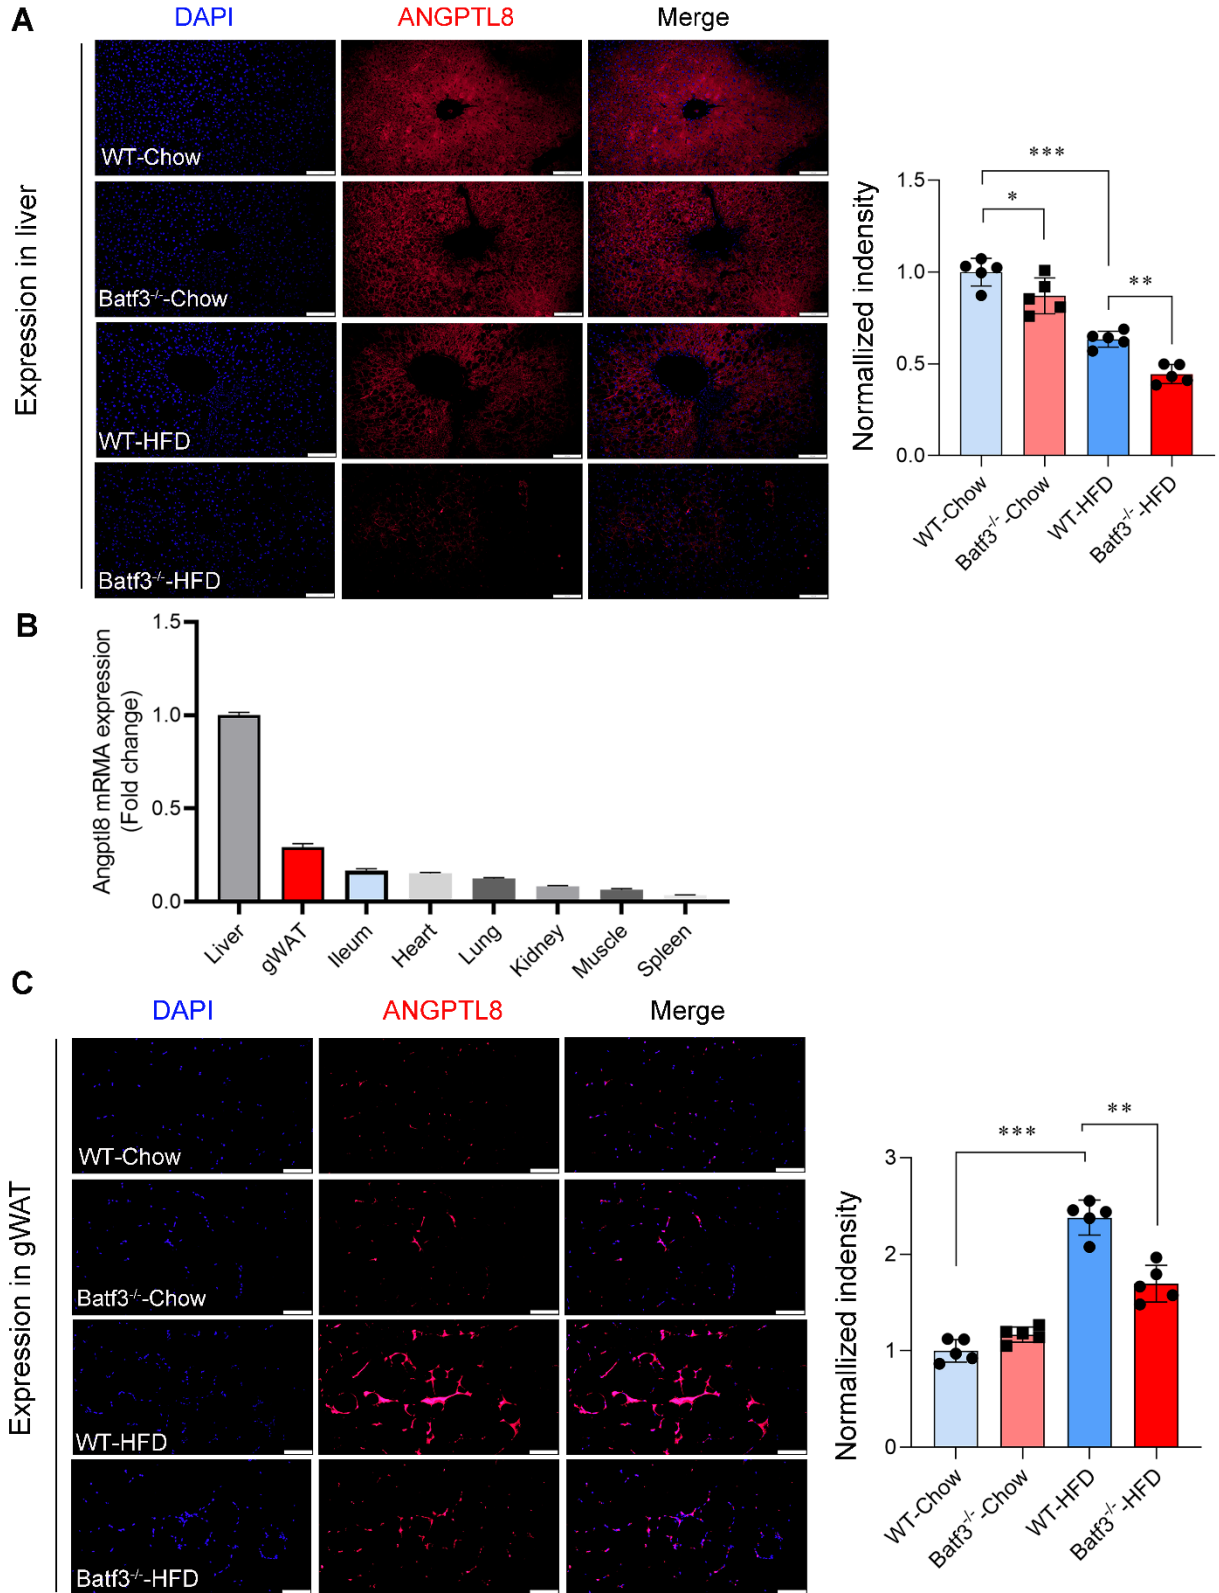 A
DAPI ANGPTL8 Merge
Expression in liver
WT-Chow
Batf3-/--Chow
WT-HFD
Batf3-/--HFD
Normallized indensity
1.5
1.0
0.5
0.0
***
*
**
WT-Chow
Batf3-/--Chow
WT-HFD
Batf3-/--HFD
B
Angptl8 mRMA expression
(Fold change)
1.5
1.0
0.5
0.0
Liver
gWAT
Ileum
Heart
Lung
Kidney
Muscle
Spleen
C
DAPI ANGPTL8 Merge
Expression in gWAT
WT-Chow
Batf3-/--Chow
WT-HFD
Batf3-/--HFD
Normallized indensity
3
2
1
0
***
**
WT-Chow
Batf3-/--Chow
WT-HFD
Batf3-/--HFD